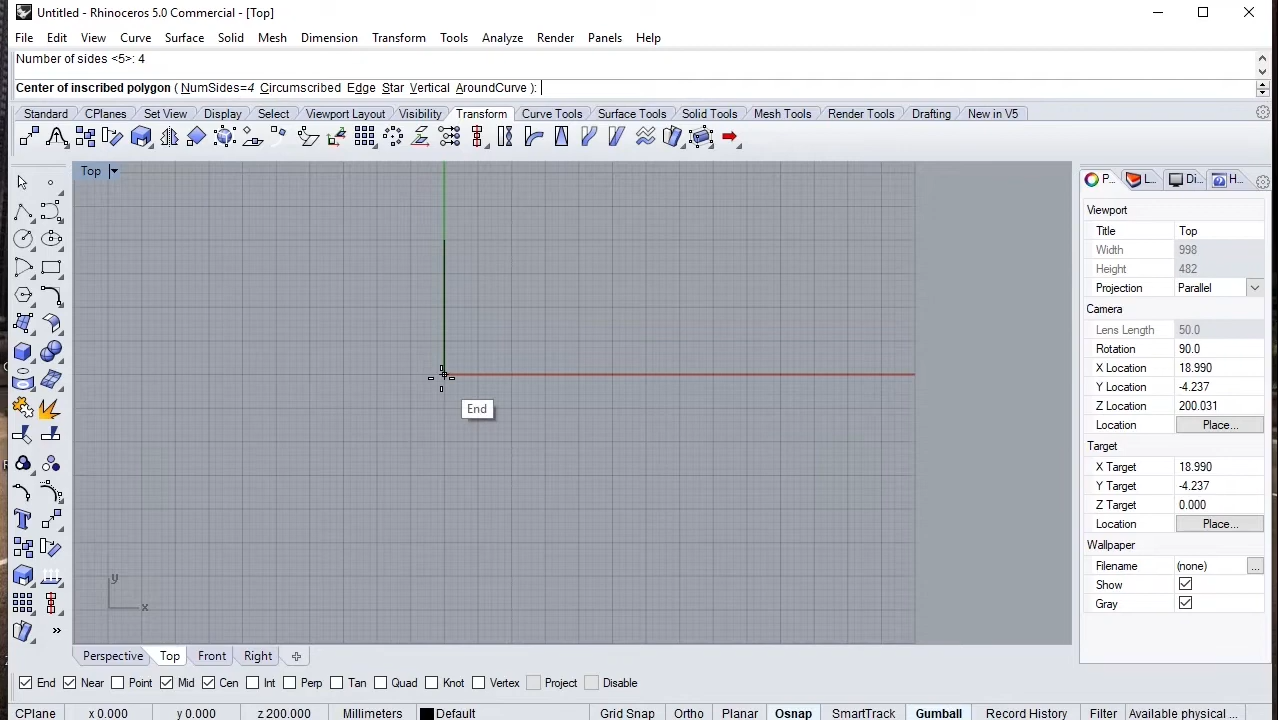 Untitled - Rhinoceros 5.0 Commercial - [Top]
File Edit View Curve Surface Solid Mesh Dimension Transform Tools Analyze Render Panels Help
Number of sides <5>: 4
Center of inscribed polygon ( NumSides=4 Circumscribed Edge Star Vertical AroundCurve ):
Standard CPlanes Set View Display Select Viewport Layout Visibility Transform Curve Tools Surface Tools Solid Tools Mesh Tools Render Tools Drafting New in V5
Top
P... L... Di... H...
Viewport
Title Top
Width 998
Height 482
Projection Parallel
Camera
Lens Length 50.0
Rotation 90.0
X Location 18.990
Y Location -4.237
Z Location 200.031
Location Place...
Target
X Target 18.990
Y Target -4.237
Z Target 0.000
Location Place...
Wallpaper
Filename (none) ...
Show
Gray
End
y
x
Perspective Top Front Right
End Near Point Mid Cen Int Perp Tan Quad Knot Vertex Project Disable
CPlane x 0.000 y 0.000 z 200.000 Millimeters Default Grid Snap Ortho Planar Osnap SmartTrack Gumball Record History Filter Available physical ...